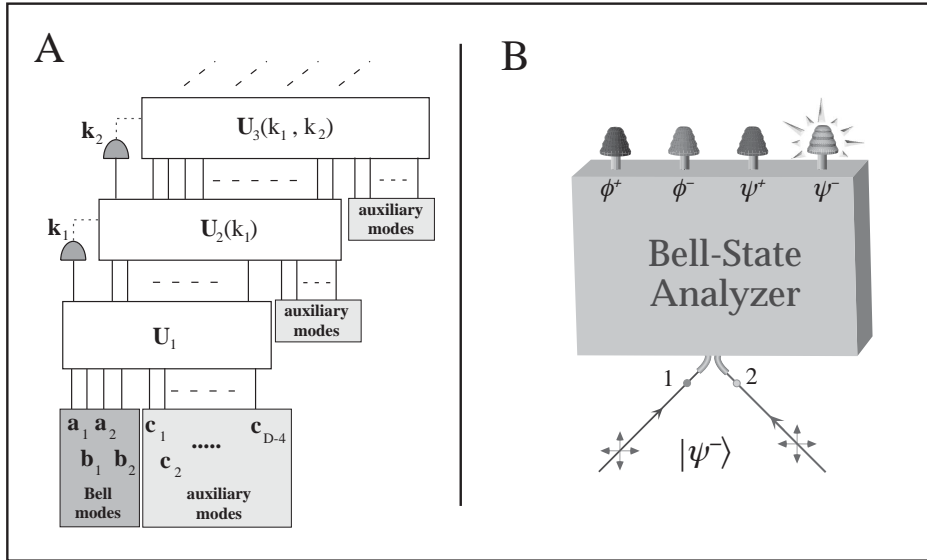 A
k₂
U₃(k₁ , k₂)
auxiliary
modes
k₁
U₂(k₁)
auxiliary
modes
U₁
a₁ a₂
b₁ b₂
Bell
modes
c₁ ..... c_D-4
c₂
auxiliary
modes
B
ϕ⁺ ϕ⁻ ψ⁺ ψ⁻
Bell-State
Analyzer
1 2
|ψ⁻⟩